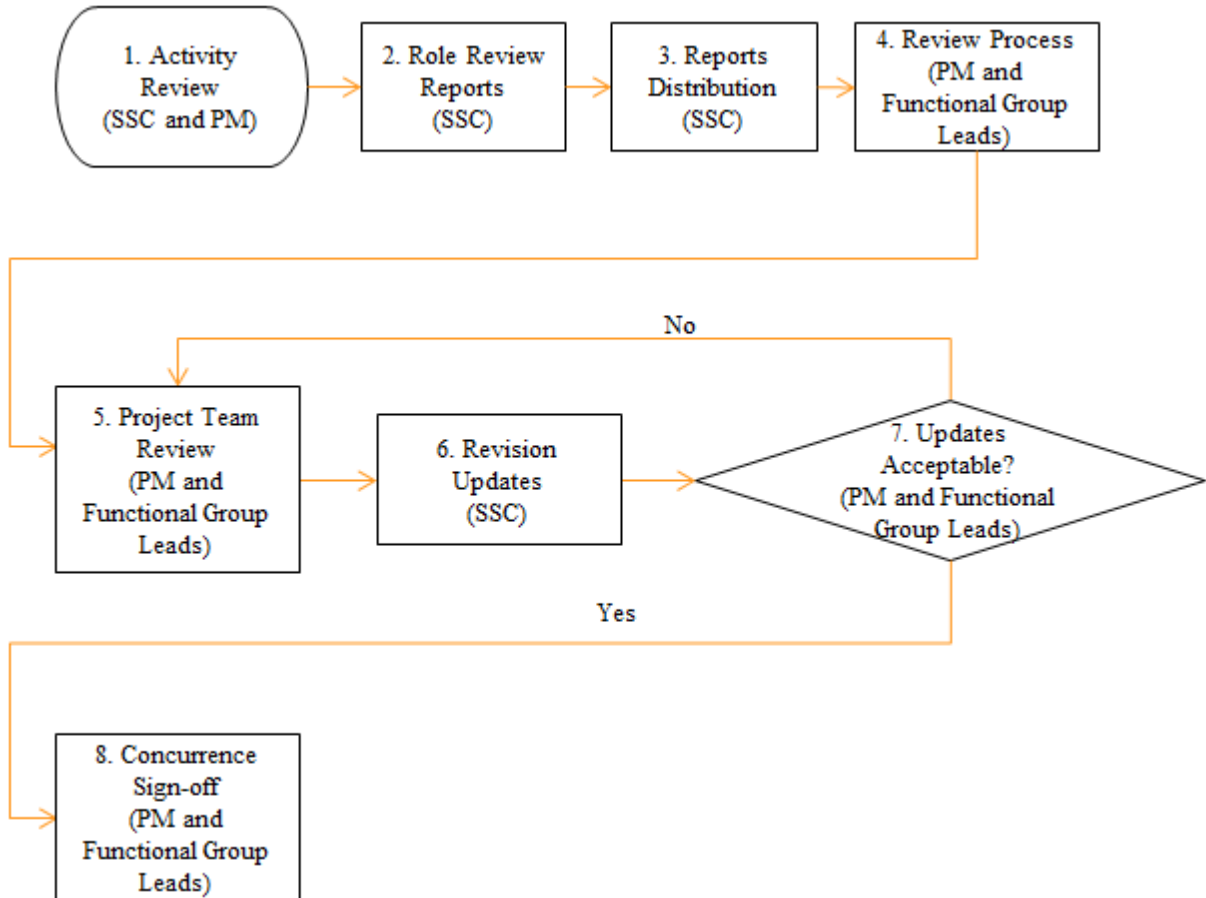 1. Activity
Review
(SSC and PM)
2. Role Review
Reports
(SSC)
3. Reports
Distribution
(SSC)
4. Review Process
(PM and
Functional Group
Leads)
No
5. Project Team
Review
(PM and
Functional Group
Leads)
6. Revision
Updates
(SSC)
7. Updates
Acceptable?
(PM and Functional
Group Leads)
Yes
8. Concurrence
Sign-off
(PM and
Functional Group
Leads)